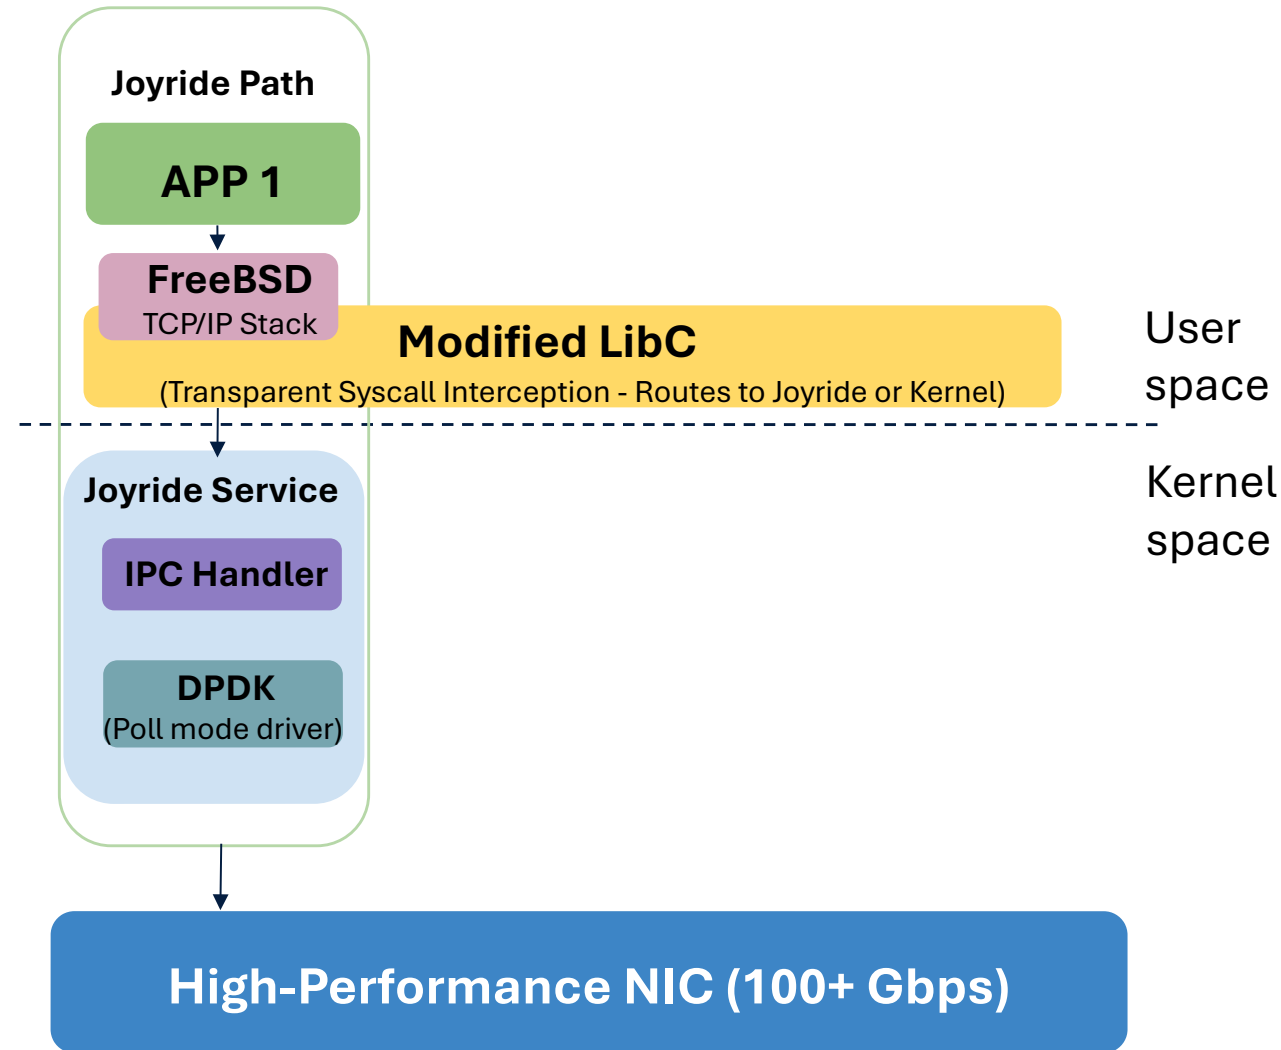 Joyride Path
APP 1
FreeBSD
TCP/IP Stack
Modified LibC
(Transparent Syscall Interception - Routes to Joyride or Kernel)
User
space
Kernel
space
Joyride Service
IPC Handler
DPDK
(Poll mode driver)
High-Performance NIC (100+ Gbps)